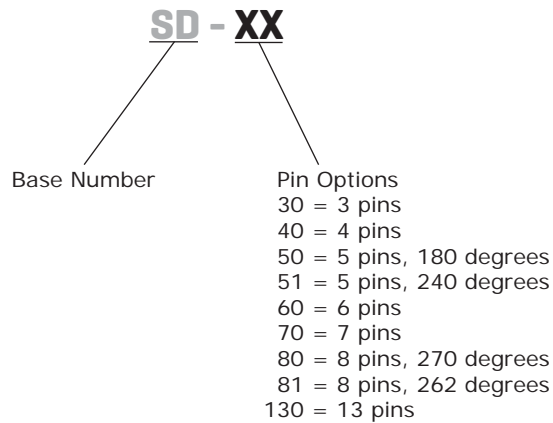 SD - XX
Base Number
Pin Options
30 = 3 pins
40 = 4 pins
50 = 5 pins, 180 degrees
51 = 5 pins, 240 degrees
60 = 6 pins
70 = 7 pins
80 = 8 pins, 270 degrees
81 = 8 pins, 262 degrees
130 = 13 pins